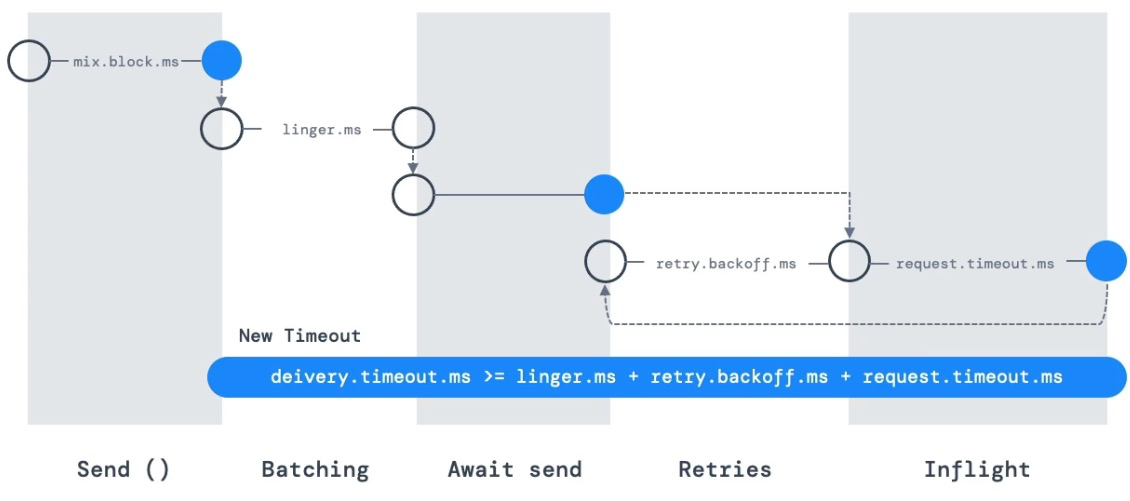 mix.block.ms
linger.ms
retry.backoff.ms
request.timeout.ms
New Timeout
deivery.timeout.ms >= linger.ms + retry.backoff.ms + request.timeout.ms
Send () Batching Await send Retries Inflight